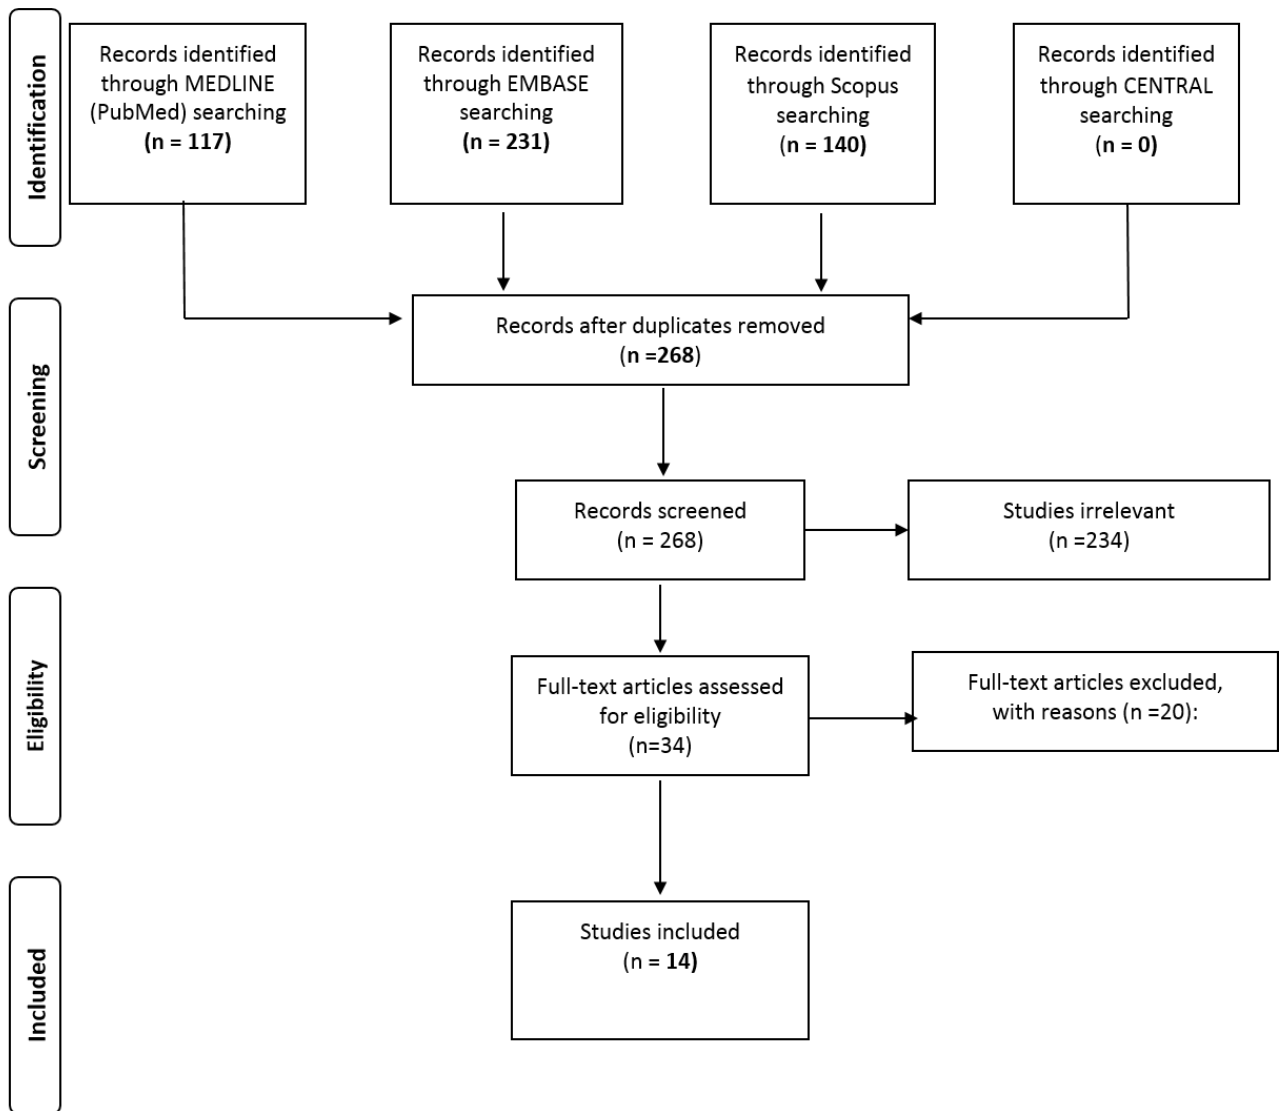 Identification
Records identified
through MEDLINE
(PubMed) searching
(n = 117)
Records identified
through EMBASE
searching
(n = 231)
Records identified
through Scopus
searching
(n = 140)
Records identified
through CENTRAL
searching
(n = 0)
Screening
Records after duplicates removed
(n =268)
Records screened
(n = 268)
Studies irrelevant
(n =234)
Eligibility
Full-text articles assessed
for eligibility
(n=34)
Full-text articles excluded,
with reasons (n =20):
Included
Studies included
(n = 14)